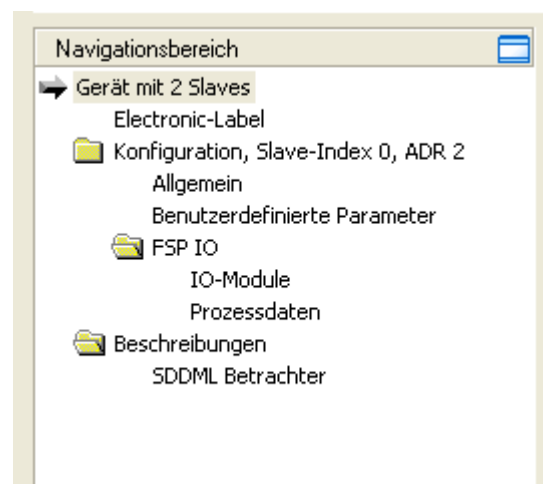 Navigationsbereich
Gerät mit 2 Slaves
Electronic-Label
Konfiguration, Slave-Index 0, ADR 2
Allgemein
Benutzerdefinierte Parameter
FSP IO
IO-Module
Prozessdaten
Beschreibungen
SDDML Betrachter